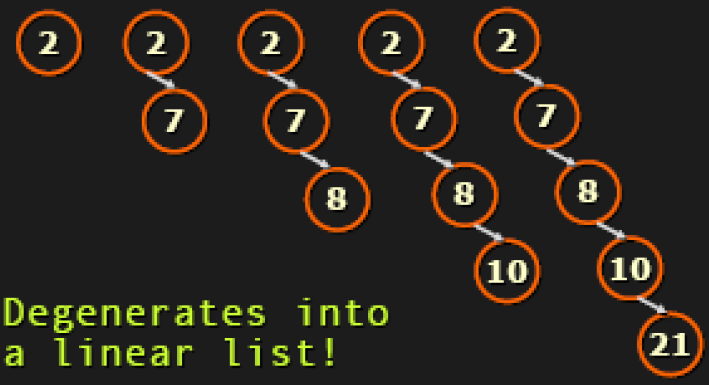 2 2 2 2 2
7 7 7 7
8 8 8
10 10
21
Degenerates into
a linear list!